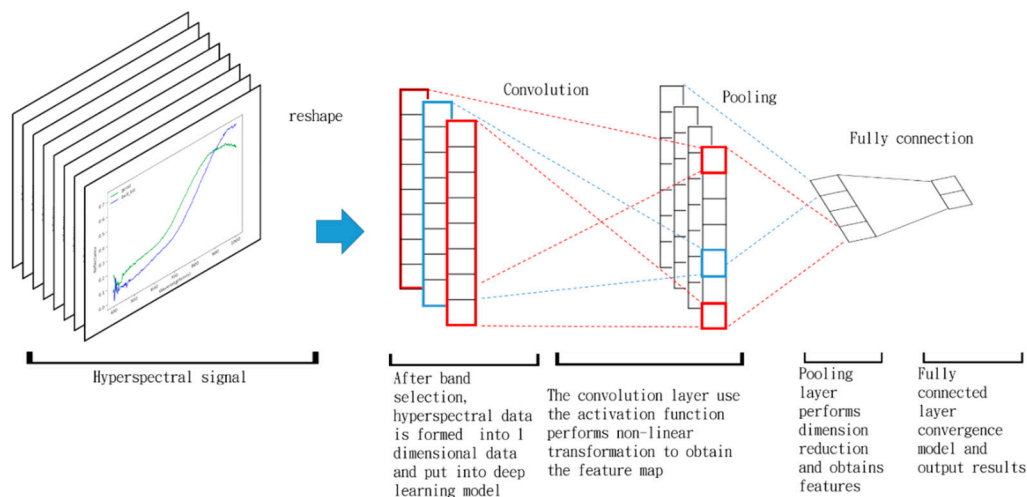 reshape
Convolution
Pooling
Fully connection
Hyperspectral signal
After band
selection,
hyperspectral data
is formed  into 1
dimensional data
and put into deep
learning model
The convolution layer use
the activation function
performs non-linear
transformation to obtain
the feature map
Pooling
layer
performs
dimension
reduction
and obtains
features
Fully
connected
layer
convergence
model and
output results